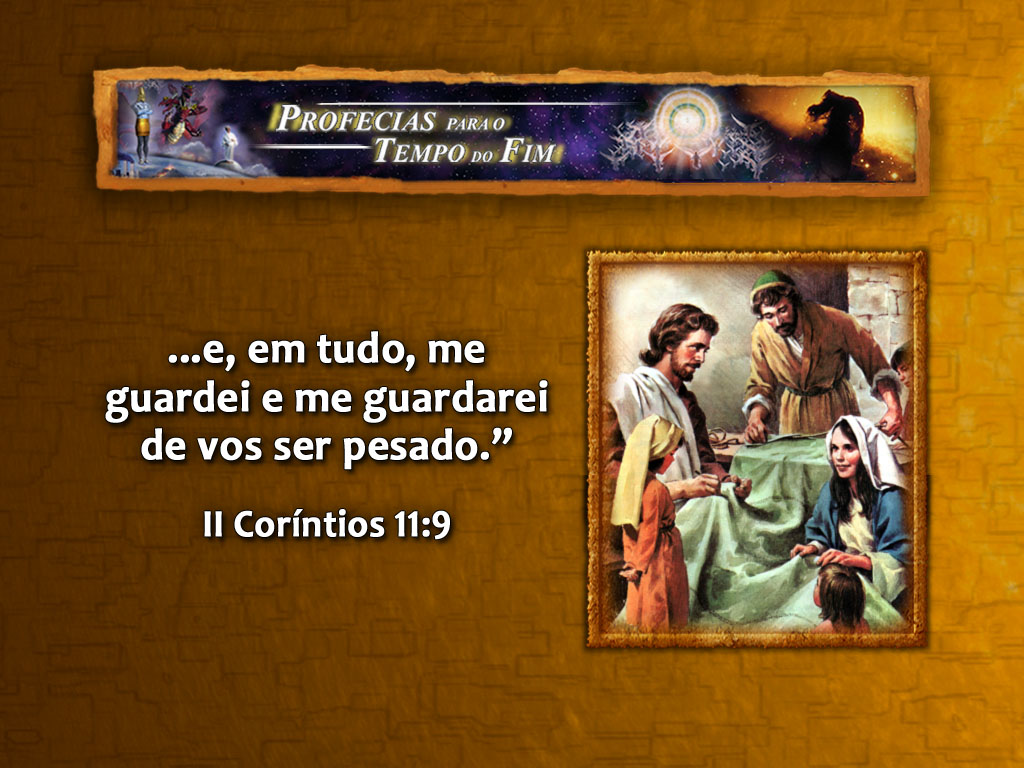 PROFECIAS PARA O
TEMPO DO FIM
...e, em tudo, me
guardei e me guardarei
de vos ser pesado.”
II Coríntios 11:9